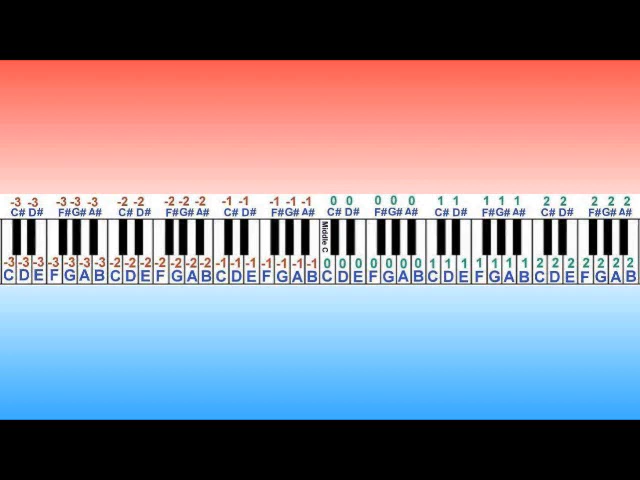 -3 -3 -3 -3 -3 -2 -2 -2 -2 -2 -1 -1 -1 -1 -1 0 0 0 0 0 1 1 1 1 1 2 2 2 2 2
C# D# F# G# A# C# D# F# G# A# C# D# F# G# A# C# D# F# G# A# C# D# F# G# A# C# D# F# G# A#
Middle C
-3 -3 -3 -3 -3 -3 -3 -2 -2 -2 -2 -2 -2 -2 -1 -1 -1 -1 -1 -1 -1 0 0 0 0 0 0 0 1 1 1 1 1 1 1 2 2 2 2 2 2 2
C D E F G A B C D E F G A B C D E F G A B C D E F G A B C D E F G A B C D E F G A B